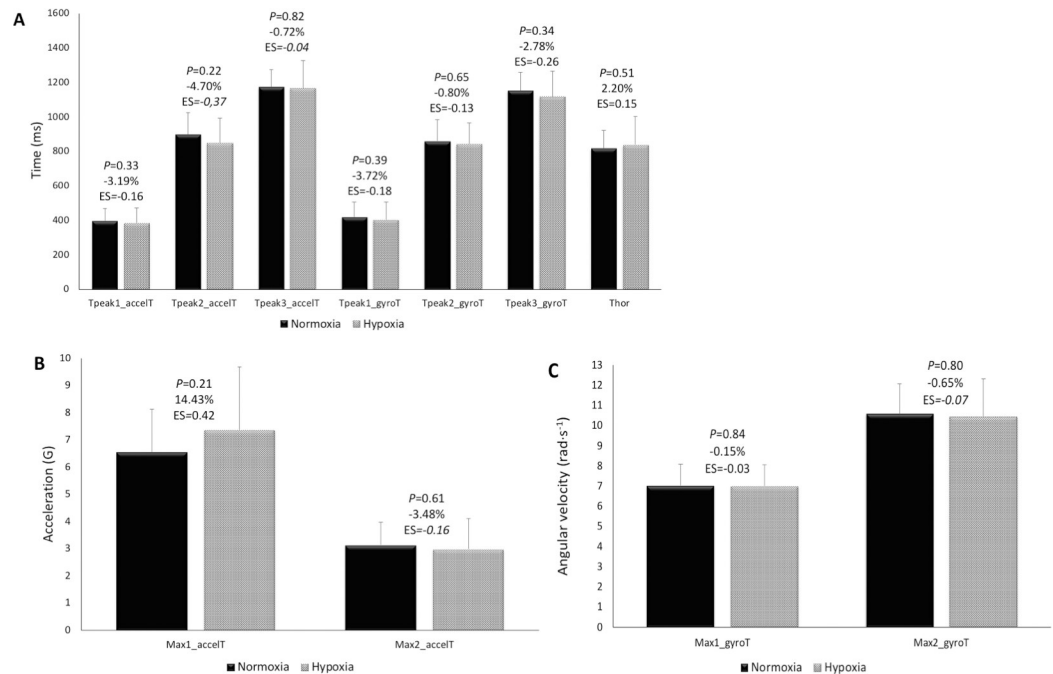 A
P=0.33
-3.19%
ES=-0.16
P=0.22
-4.70%
ES=-0,37
P=0.82
-0.72%
ES=-0.04
P=0.39
-3.72%
ES=-0.18
P=0.65
-0.80%
ES=-0.13
P=0.34
-2.78%
ES=-0.26
P=0.51
2.20%
ES=0.15
Time (ms)
1600
1400
1200
1000
800
600
400
200
0
Tpeak1_accelT Tpeak2_accelT Tpeak3_accelT Tpeak1_gyroT Tpeak2_gyroT Tpeak3_gyroT Thor
Normoxia Hypoxia
B
P=0.21
14.43%
ES=0.42
P=0.61
-3.48%
ES=-0.16
Acceleration (G)
10
9
8
7
6
5
4
3
2
1
0
Max1_accelT Max2_accelT
Normoxia Hypoxia
C
P=0.84
-0.15%
ES=-0.03
P=0.80
-0.65%
ES=-0.07
Angular velocity (rad·s⁻¹)
13
12
11
10
9
8
7
6
5
4
3
2
1
0
Max1_gyroT Max2_gyroT
Normoxia Hypoxia